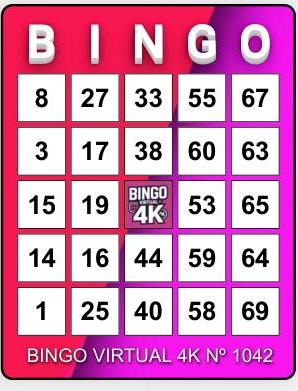 B I N G O
8 27 33 55 67
3 17 38 60 63
15 19 BINGO VIRTUAL 4K 53 65
14 16 44 59 64
1 25 40 58 69
BINGO VIRTUAL 4K Nº 1042